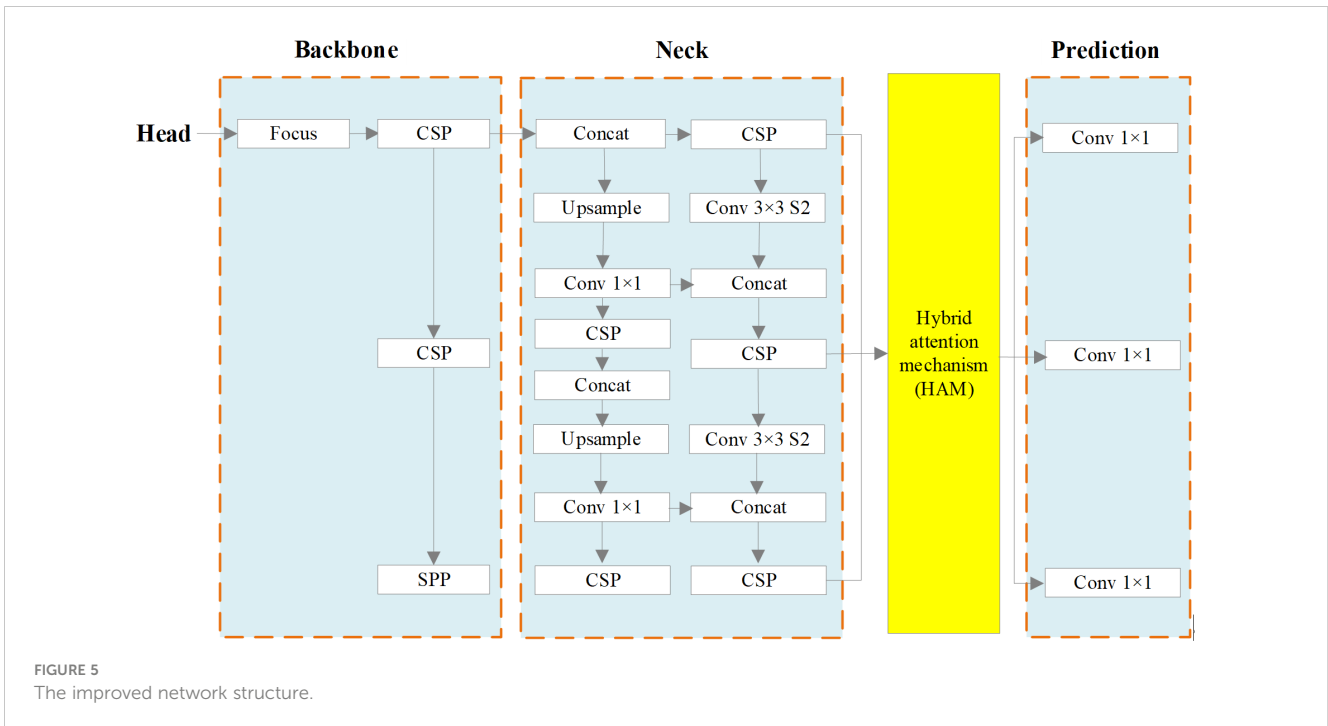 Backbone
Neck
Prediction
Head
Focus
CSP
CSP
SPP
Concat
Upsample
Conv 1×1
CSP
Concat
Upsample
Conv 1×1
CSP
CSP
Conv 3×3 S2
Concat
CSP
Conv 3×3 S2
Concat
CSP
Hybrid
attention
mechanism
(HAM)
Conv 1×1
Conv 1×1
Conv 1×1
FIGURE 5
The improved network structure.